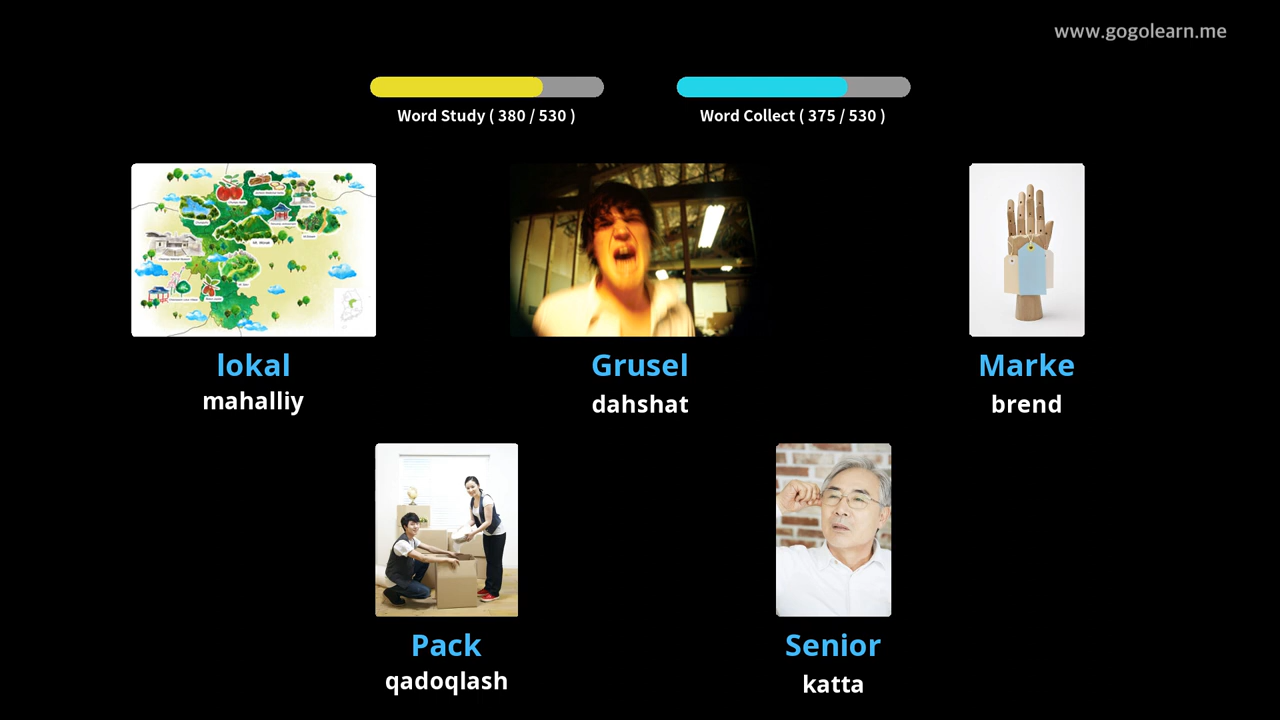 www.gogolearn.me
Word Study ( 380 / 530 )
Word Collect ( 375 / 530 )
lokal
mahalliy
Grusel
dahshat
Marke
brend
Pack
qadoqlash
Senior
katta